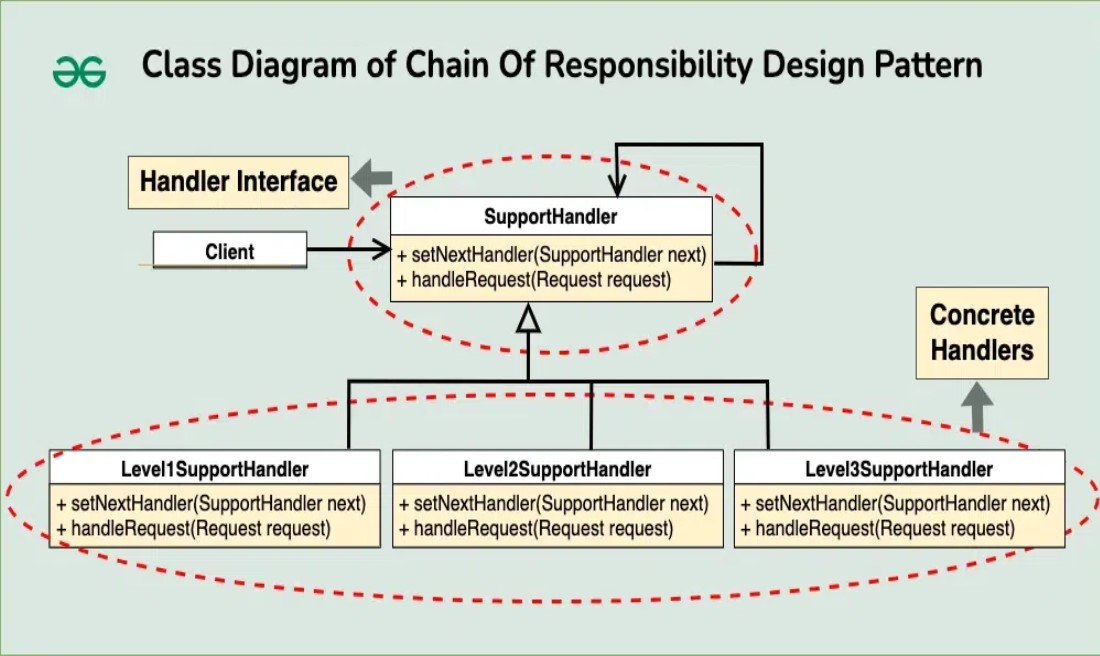 Class Diagram of Chain Of Responsibility Design Pattern
Handler Interface
SupportHandler
Client
+ setNextHandler(SupportHandler next)
+ handleRequest(Request request)
Concrete
Handlers
Level1SupportHandler
+ setNextHandler(SupportHandler next)
+ handleRequest(Request request)
Level2SupportHandler
+ setNextHandler(SupportHandler next)
+ handleRequest(Request request)
Level3SupportHandler
+ setNextHandler(SupportHandler next)
+ handleRequest(Request request)